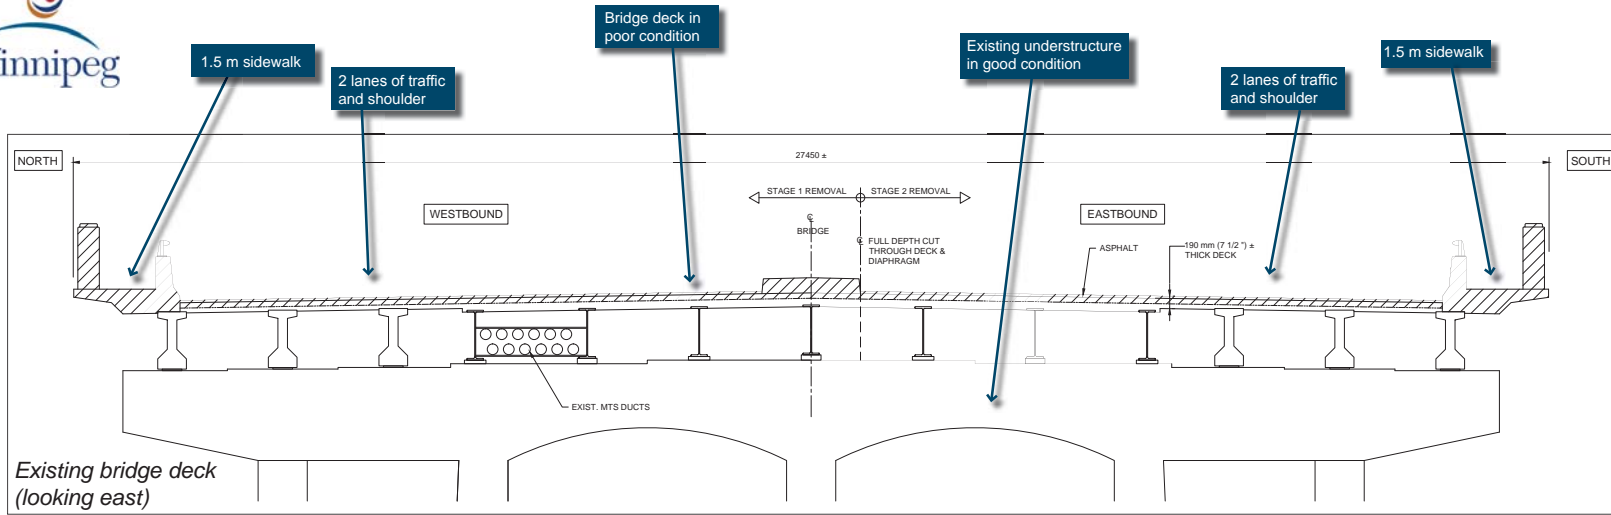 innipeg
1.5 m sidewalk
2 lanes of traffic
and shoulder
Bridge deck in
poor condition
Existing understructure
in good condition
2 lanes of traffic
and shoulder
1.5 m sidewalk
NORTH
27450 ±
SOUTH
STAGE 1 REMOVAL
STAGE 2 REMOVAL
WESTBOUND
EASTBOUND
℄
BRIDGE
℄ FULL DEPTH CUT
THROUGH DECK &
DIAPHRAGM
ASPHALT
190 mm (7 1/2 ") ±
THICK DECK
EXIST. MTS DUCTS
Existing bridge deck
(looking east)